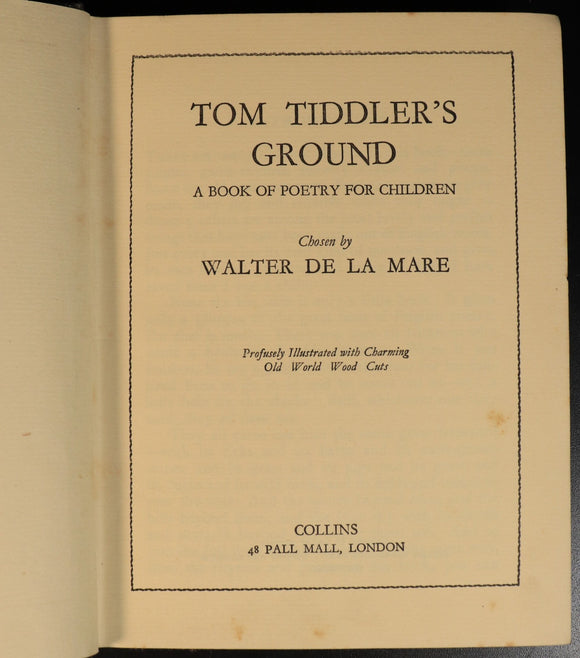 TOM TIDDLER'S
GROUND
A BOOK OF POETRY FOR CHILDREN
Chosen by
WALTER DE LA MARE
Profusely Illustrated with Charming
Old World Wood Cuts
COLLINS
48 PALL MALL, LONDON